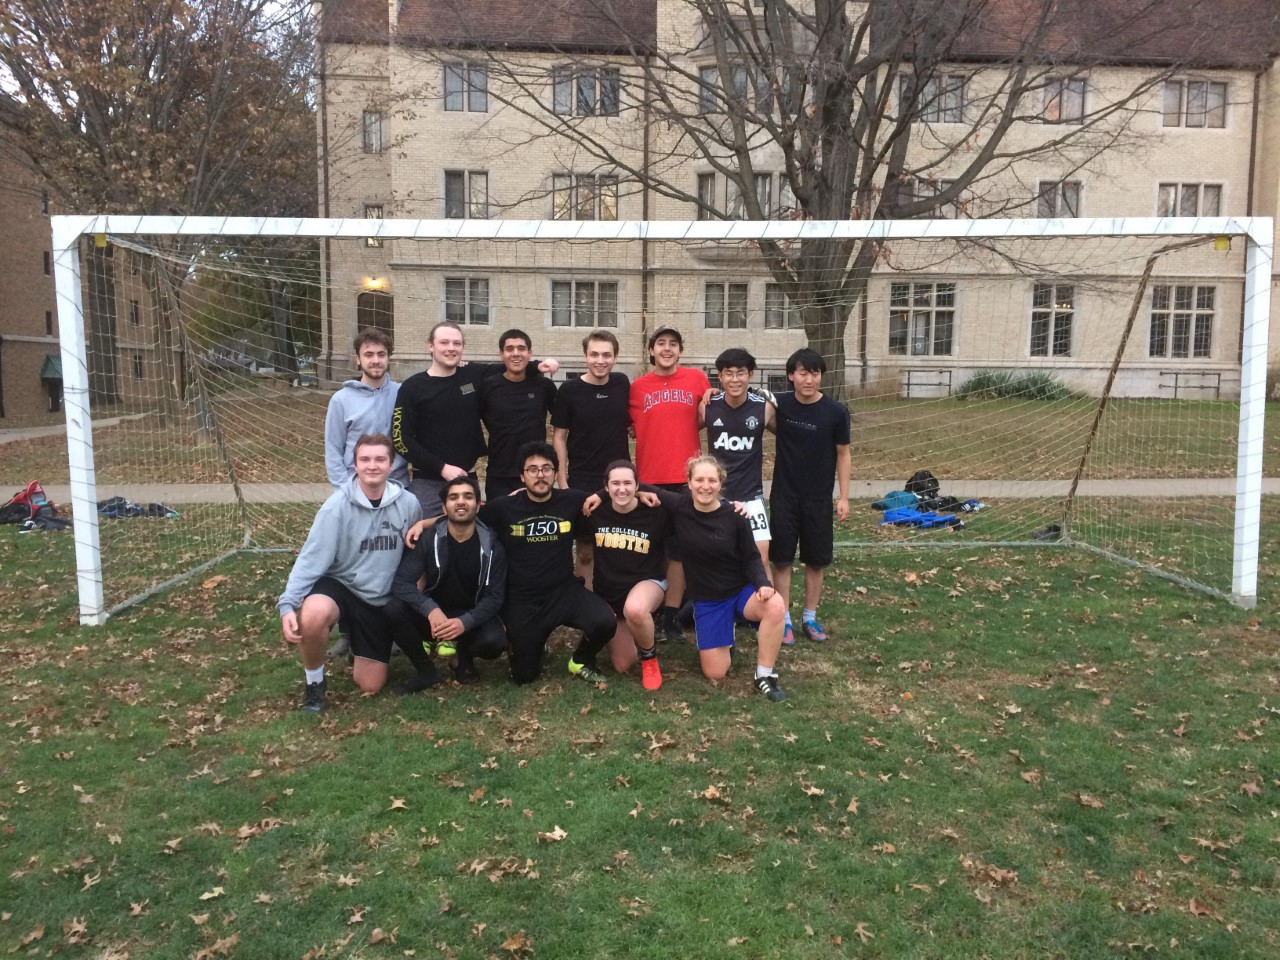 WOOSTER
ANGELS
AON
13
PUMA
150
WOOSTER
THE COLLEGE OF
WOOSTER